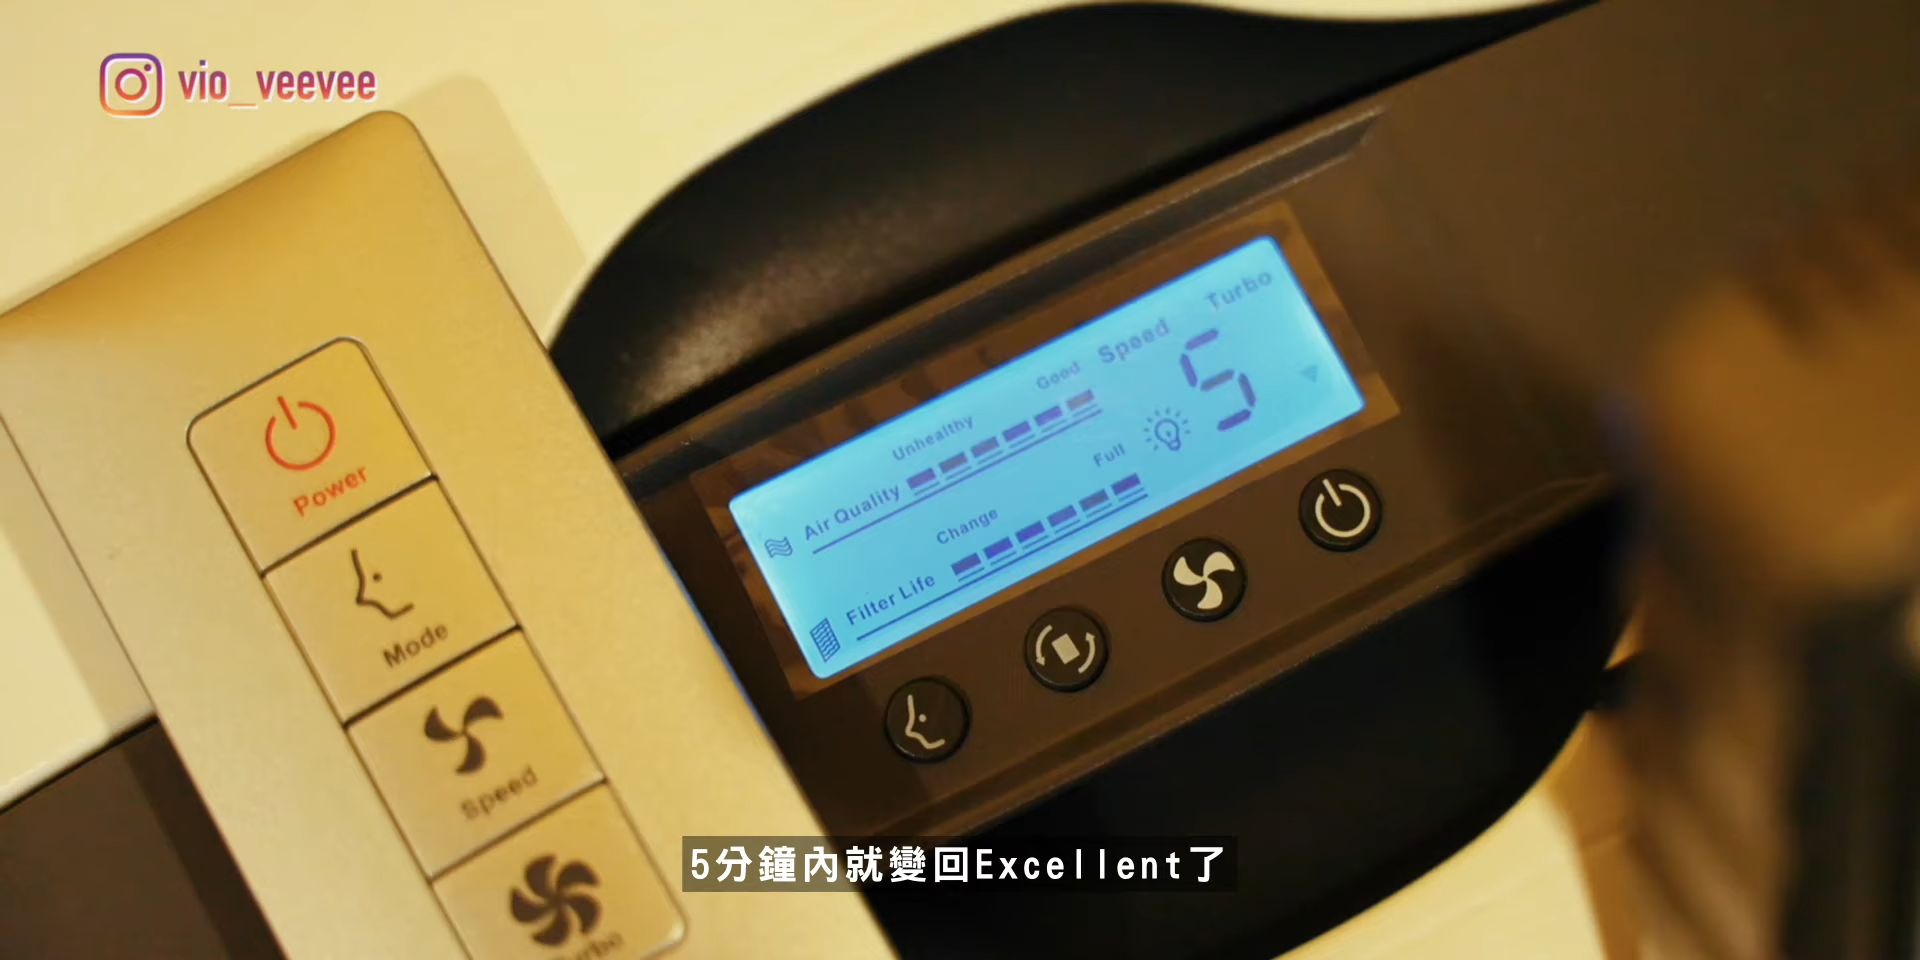 vio_veevee
Power
Mode
Speed
Turbo
Turbo
Speed
5
Good
Unhealthy
Air Quality
Full
Change
Filter Life
5分鐘內就變回Excellent了